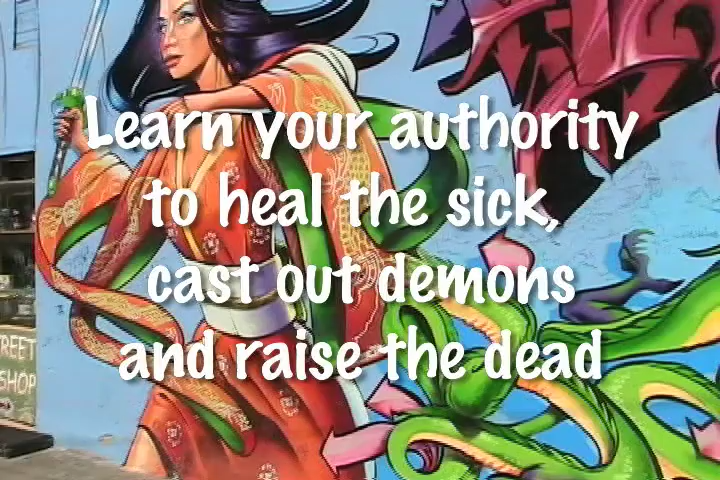 Learn your authority
to heal the sick,
cast out demons
and raise the dead
REET
SHOP